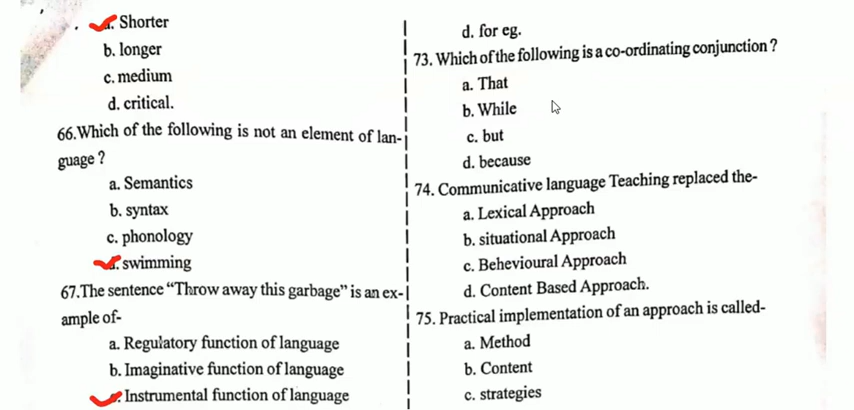 Shorter
b. longer
c. medium
d. critical.
66.Which of the following is not an element of lan-
guage ?
a. Semantics
b. syntax
c. phonology
swimming
67.The sentence “Throw away this garbage” is an ex-
ample of-
a. Regulatory function of language
b. Imaginative function of language
Instrumental function of language
d. for eg.
73. Which of the following is a co-ordinating conjunction ?
a. That
b. While
c. but
d. because
74. Communicative language Teaching replaced the-
a. Lexical Approach
b. situational Approach
c. Behevioural Approach
d. Content Based Approach.
75. Practical implementation of an approach is called-
a. Method
b. Content
c. strategies